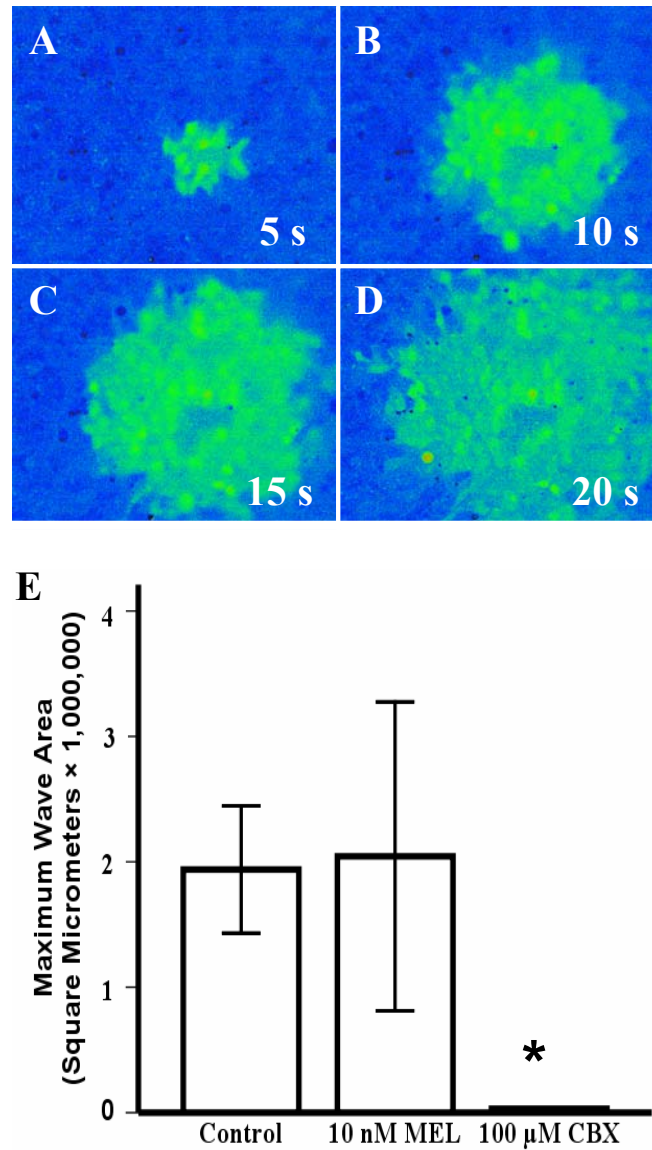 A
5 s
B
10 s
C
15 s
D
20 s
E
Maximum Wave Area
(Square Micrometers × 1,000,000)
4
3
2
1
0
*
Control
10 nM MEL
100 µM CBX